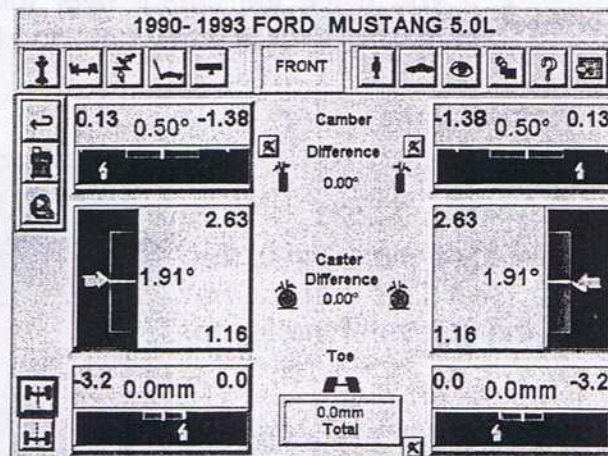 1990-1993 FORD MUSTANG 5.0L
FRONT
?
0.13 0.50° -1.38
Camber
Difference
0.00°
-1.38 0.50° 0.13
2.63
1.91°
1.16
Caster
Difference
0.00°
2.63
1.91°
1.16
Toe
-3.2 0.0mm 0.0
0.0mm
Total
0.0 0.0mm -3.2